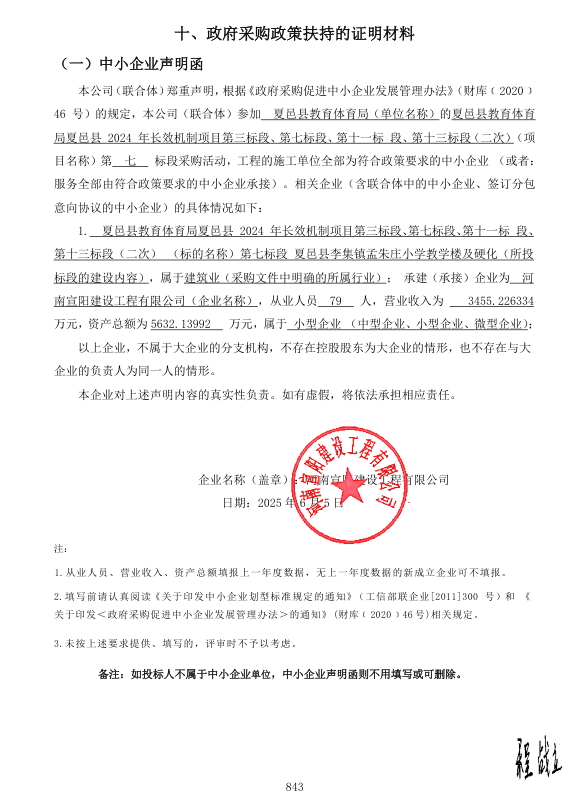 十、政府采购政策扶持的证明材料
（一）中小企业声明函
本公司（联合体）郑重声明，根据《政府采购促进中小企业发展管理办法》（财库﹝2020﹞
46 号）的规定，本公司（联合体）参加 夏邑县教育体育局（单位名称）的夏邑县教育体育
局夏邑县 2024 年长效机制项目第三标段、第七标段、第十一标 段、第十三标段（二次）（项
目名称）第 七 标段采购活动，工程的施工单位全部为符合政策要求的中小企业 （或者：
服务全部由符合政策要求的中小企业承接）。相关企业（含联合体中的中小企业、签订分包
意向协议的中小企业）的具体情况如下：
1. 夏邑县教育体育局夏邑县 2024 年长效机制项目第三标段、第七标段、第十一标 段、
第十三标段（二次） （标的名称）第七标段 夏邑县李集镇孟朱庄小学教学楼及硬化（所投
标段的建设内容），属于建筑业（采购文件中明确的所属行业）； 承建（承接）企业为 河
南宣阳建设工程有限公司（企业名称），从业人员 79 人，营业收入为 3455.226334
万元，资产总额为5632.13992 万元，属于 小型企业 （中型企业、小型企业、微型企业）；
以上企业，不属于大企业的分支机构，不存在控股股东为大企业的情形，也不存在与大
企业的负责人为同一人的情形。
本企业对上述声明内容的真实性负责。如有虚假，将依法承担相应责任。
河南宣阳建设工程有限公司
企业名称（盖章）：河南宣阳建设工程有限公司
日期：2025年6月5日
注：
1.从业人员、营业收入、资产总额填报上一年度数据，无上一年度数据的新成立企业可不填报。
2.填写前请认真阅读《关于印发中小企业划型标准规定的通知》（工信部联企业[2011]300 号）和 《
关于印发＜政府采购促进中小企业发展管理办法＞的通知》（财库﹝2020﹞46号）相关规定。
3.未按上述要求提供、填写的，评审时不予以考虑。
备注：如投标人不属于中小企业单位，中小企业声明函则不用填写或可删除。
程战立
843